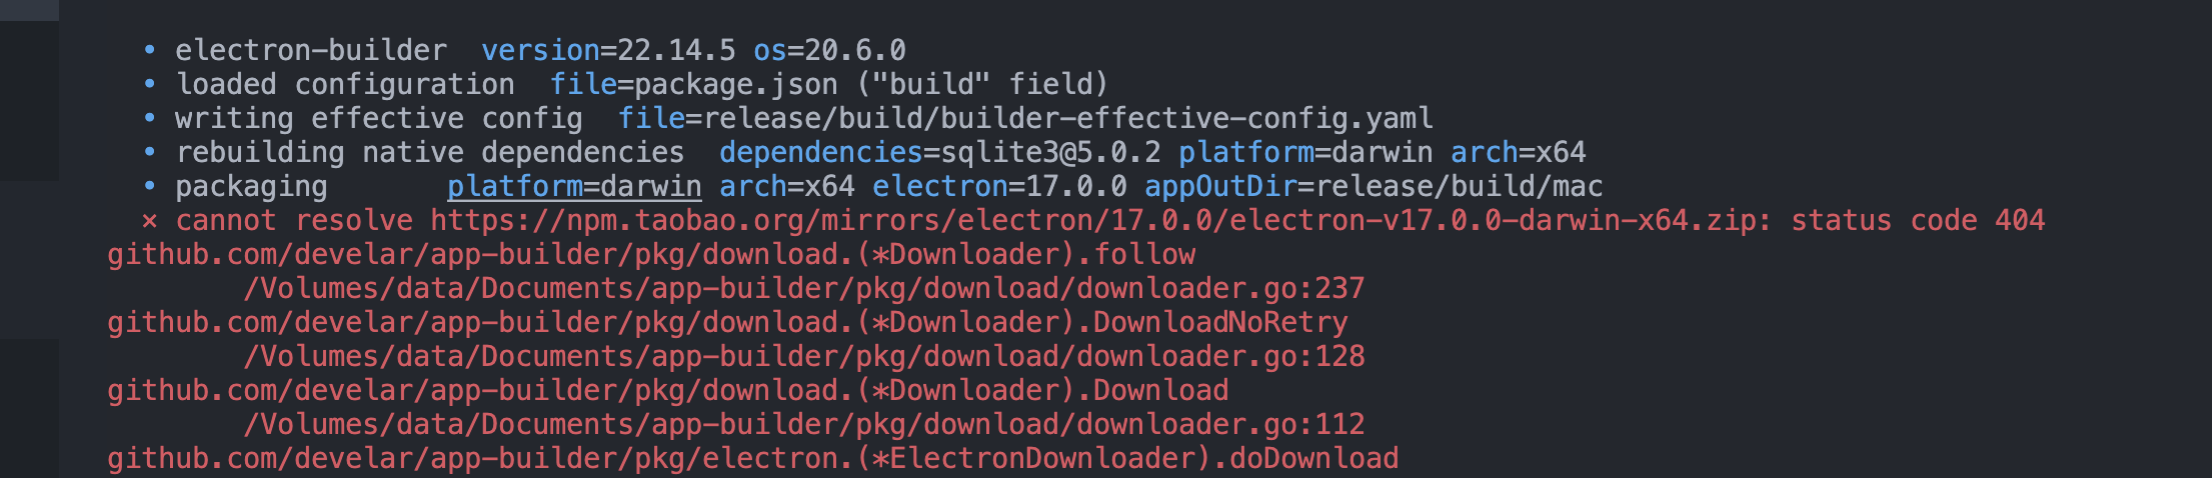 • electron-builder  version=22.14.5 os=20.6.0
• loaded configuration  file=package.json ("build" field)
• writing effective config  file=release/build/builder-effective-config.yaml
• rebuilding native dependencies  dependencies=sqlite3@5.0.2 platform=darwin arch=x64
• packaging       platform=darwin arch=x64 electron=17.0.0 appOutDir=release/build/mac
⨯ cannot resolve https://npm.taobao.org/mirrors/electron/17.0.0/electron-v17.0.0-darwin-x64.zip: status code 404
github.com/develar/app-builder/pkg/download.(*Downloader).follow
/Volumes/data/Documents/app-builder/pkg/download/downloader.go:237
github.com/develar/app-builder/pkg/download.(*Downloader).DownloadNoRetry
/Volumes/data/Documents/app-builder/pkg/download/downloader.go:128
github.com/develar/app-builder/pkg/download.(*Downloader).Download
/Volumes/data/Documents/app-builder/pkg/download/downloader.go:112
github.com/develar/app-builder/pkg/electron.(*ElectronDownloader).doDownload